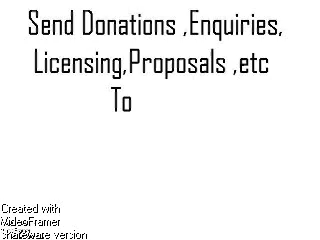 Send Donations ,Enquiries,
Licensing,Proposals ,etc
To
Created with
VideoFramer
Shareware version